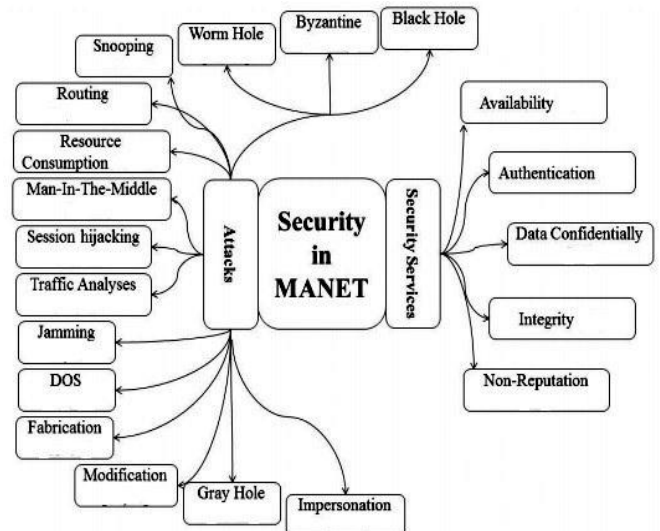 Worm Hole
Byzantine
Black Hole
Snooping
Routing
Resource
Consumption
Man-In-The-Middle
Session hijacking
Traffic Analyses
Jamming
DOS
Fabrication
Modification
Gray Hole
Impersonation
Attacks
Security
in
MANET
Security Services
Availability
Authentication
Data Confidentially
Integrity
Non-Reputation